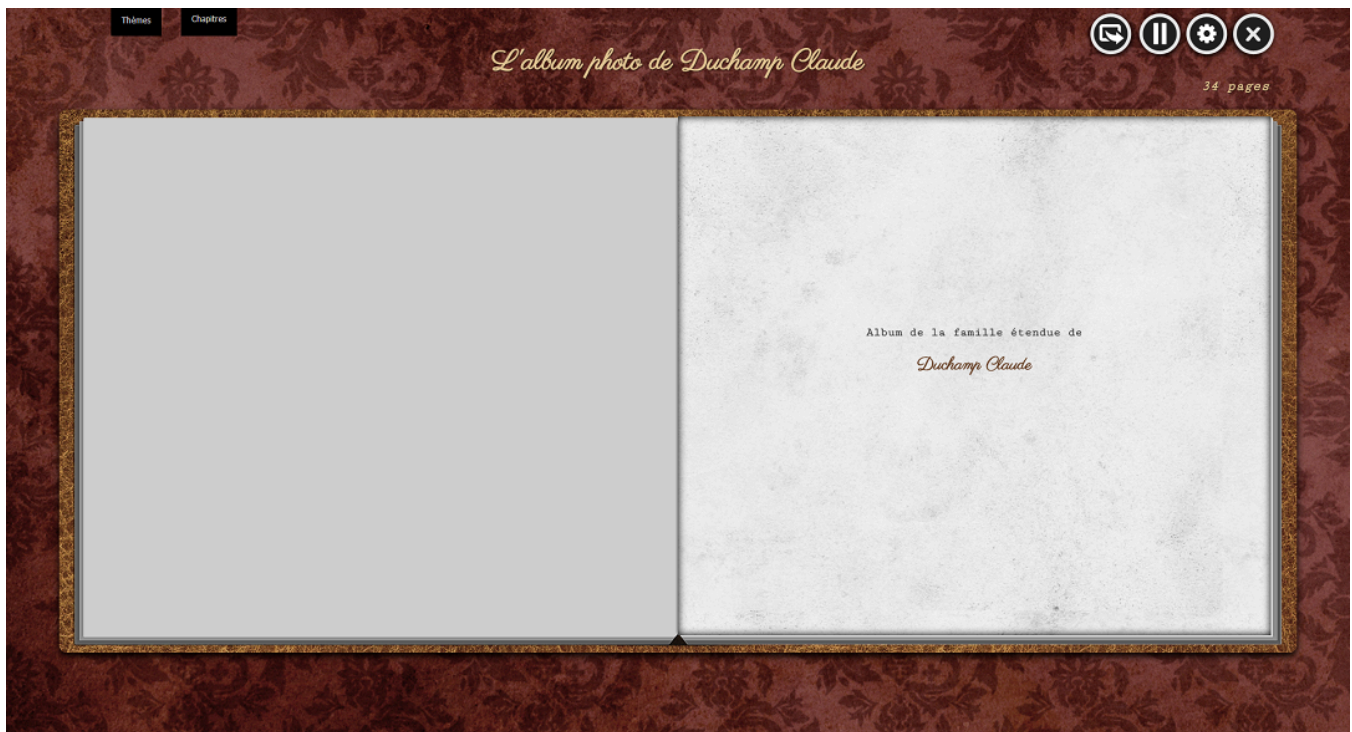 Thèmes
Chapitres
L'album photo de Duchamp Claude
34 pages
Album de la famille étendue de
Duchamp Claude